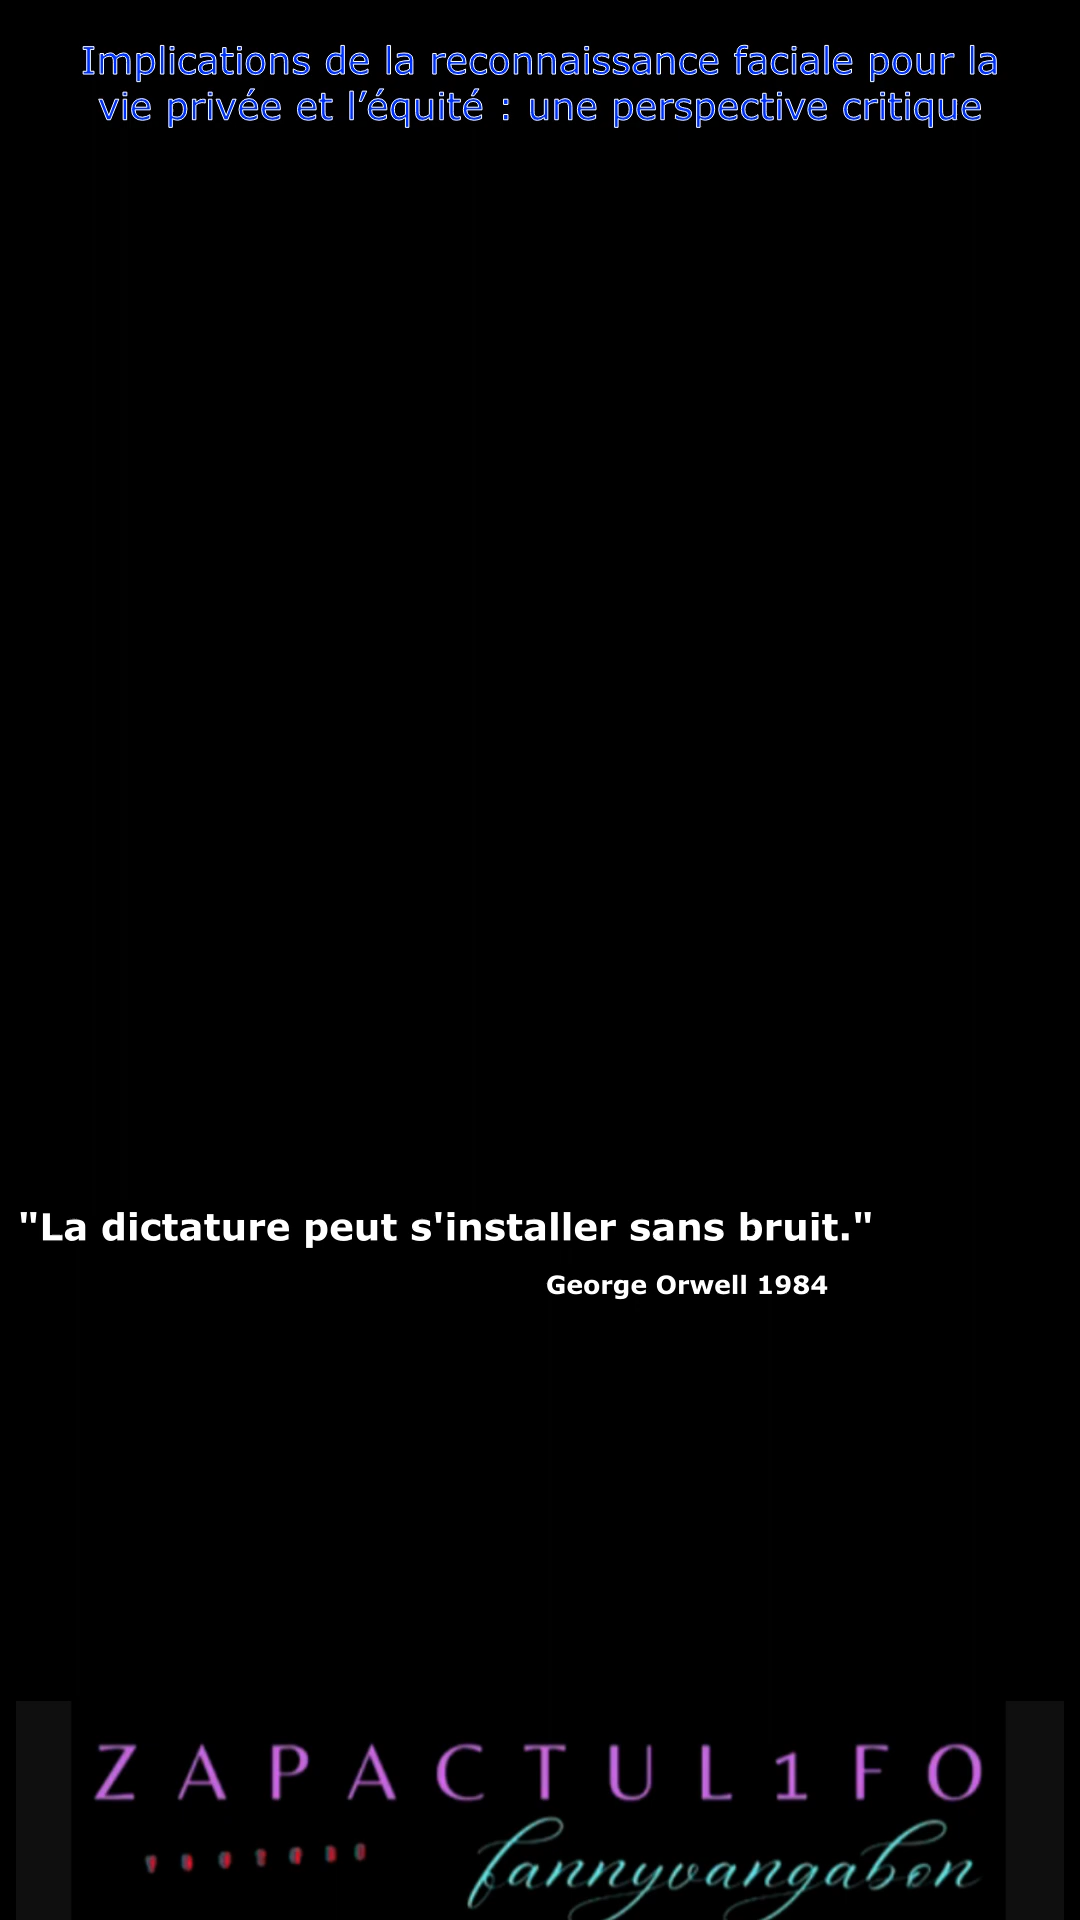 Implications de la reconnaissance faciale pour la
vie privée et l’équité : une perspective critique
"La dictature peut s'installer sans bruit."
George Orwell 1984
ZAPACTUL1FO
fannyvangabon